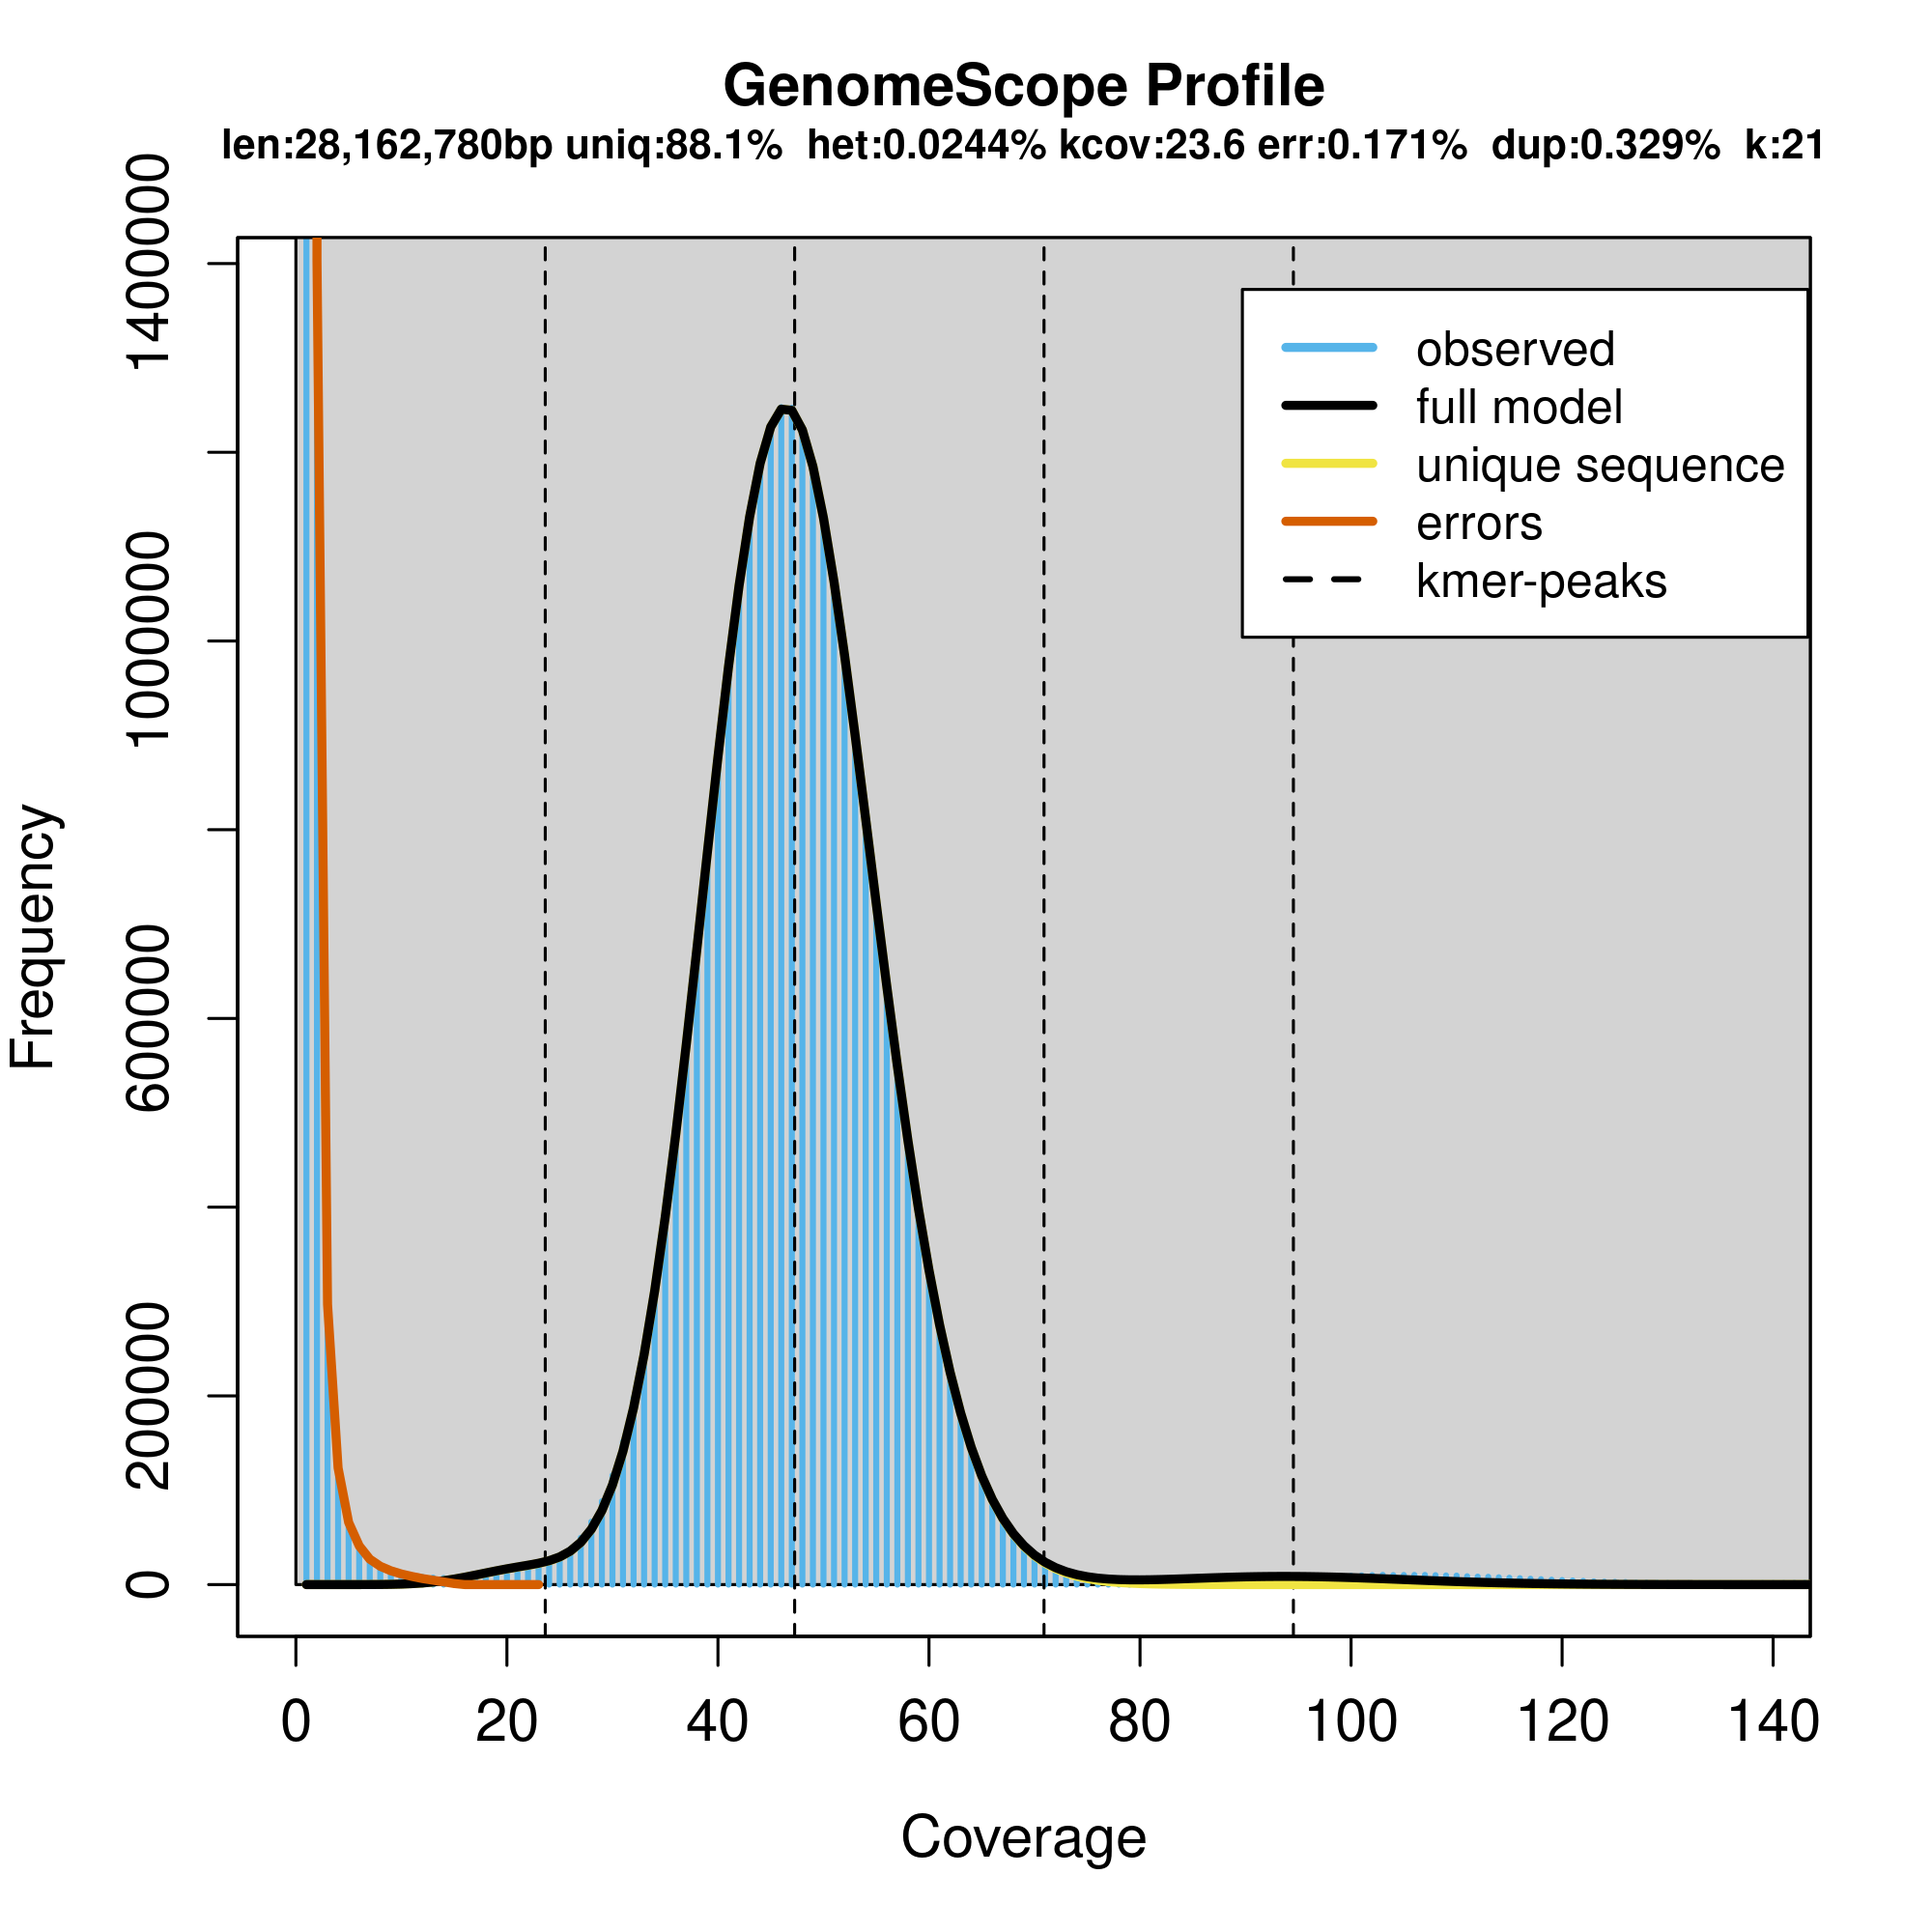 GenomeScope Profile
len:28,162,780bp uniq:88.1% het:0.0244% kcov:23.6 err:0.171% dup:0.329% k:21
1400000
1000000
600000
200000
0
Frequency
observed
full model
unique sequence
errors
kmer-peaks
0 20 40 60 80 100 120 140
Coverage